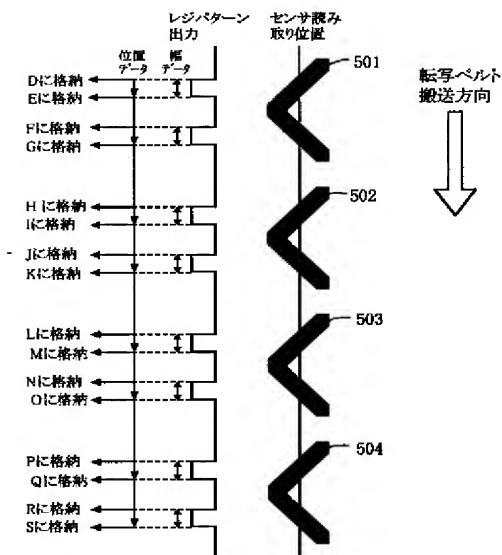 レジパターン
出力
センサ読み
取り位置
位置
データ
幅
データ
転写ベルト
搬送方向
Dに格納
Eに格納
Fに格納
Gに格納
Hに格納
Iに格納
Jに格納
Kに格納
Lに格納
Mに格納
Nに格納
Oに格納
Pに格納
Qに格納
Rに格納
Sに格納
501
502
503
504